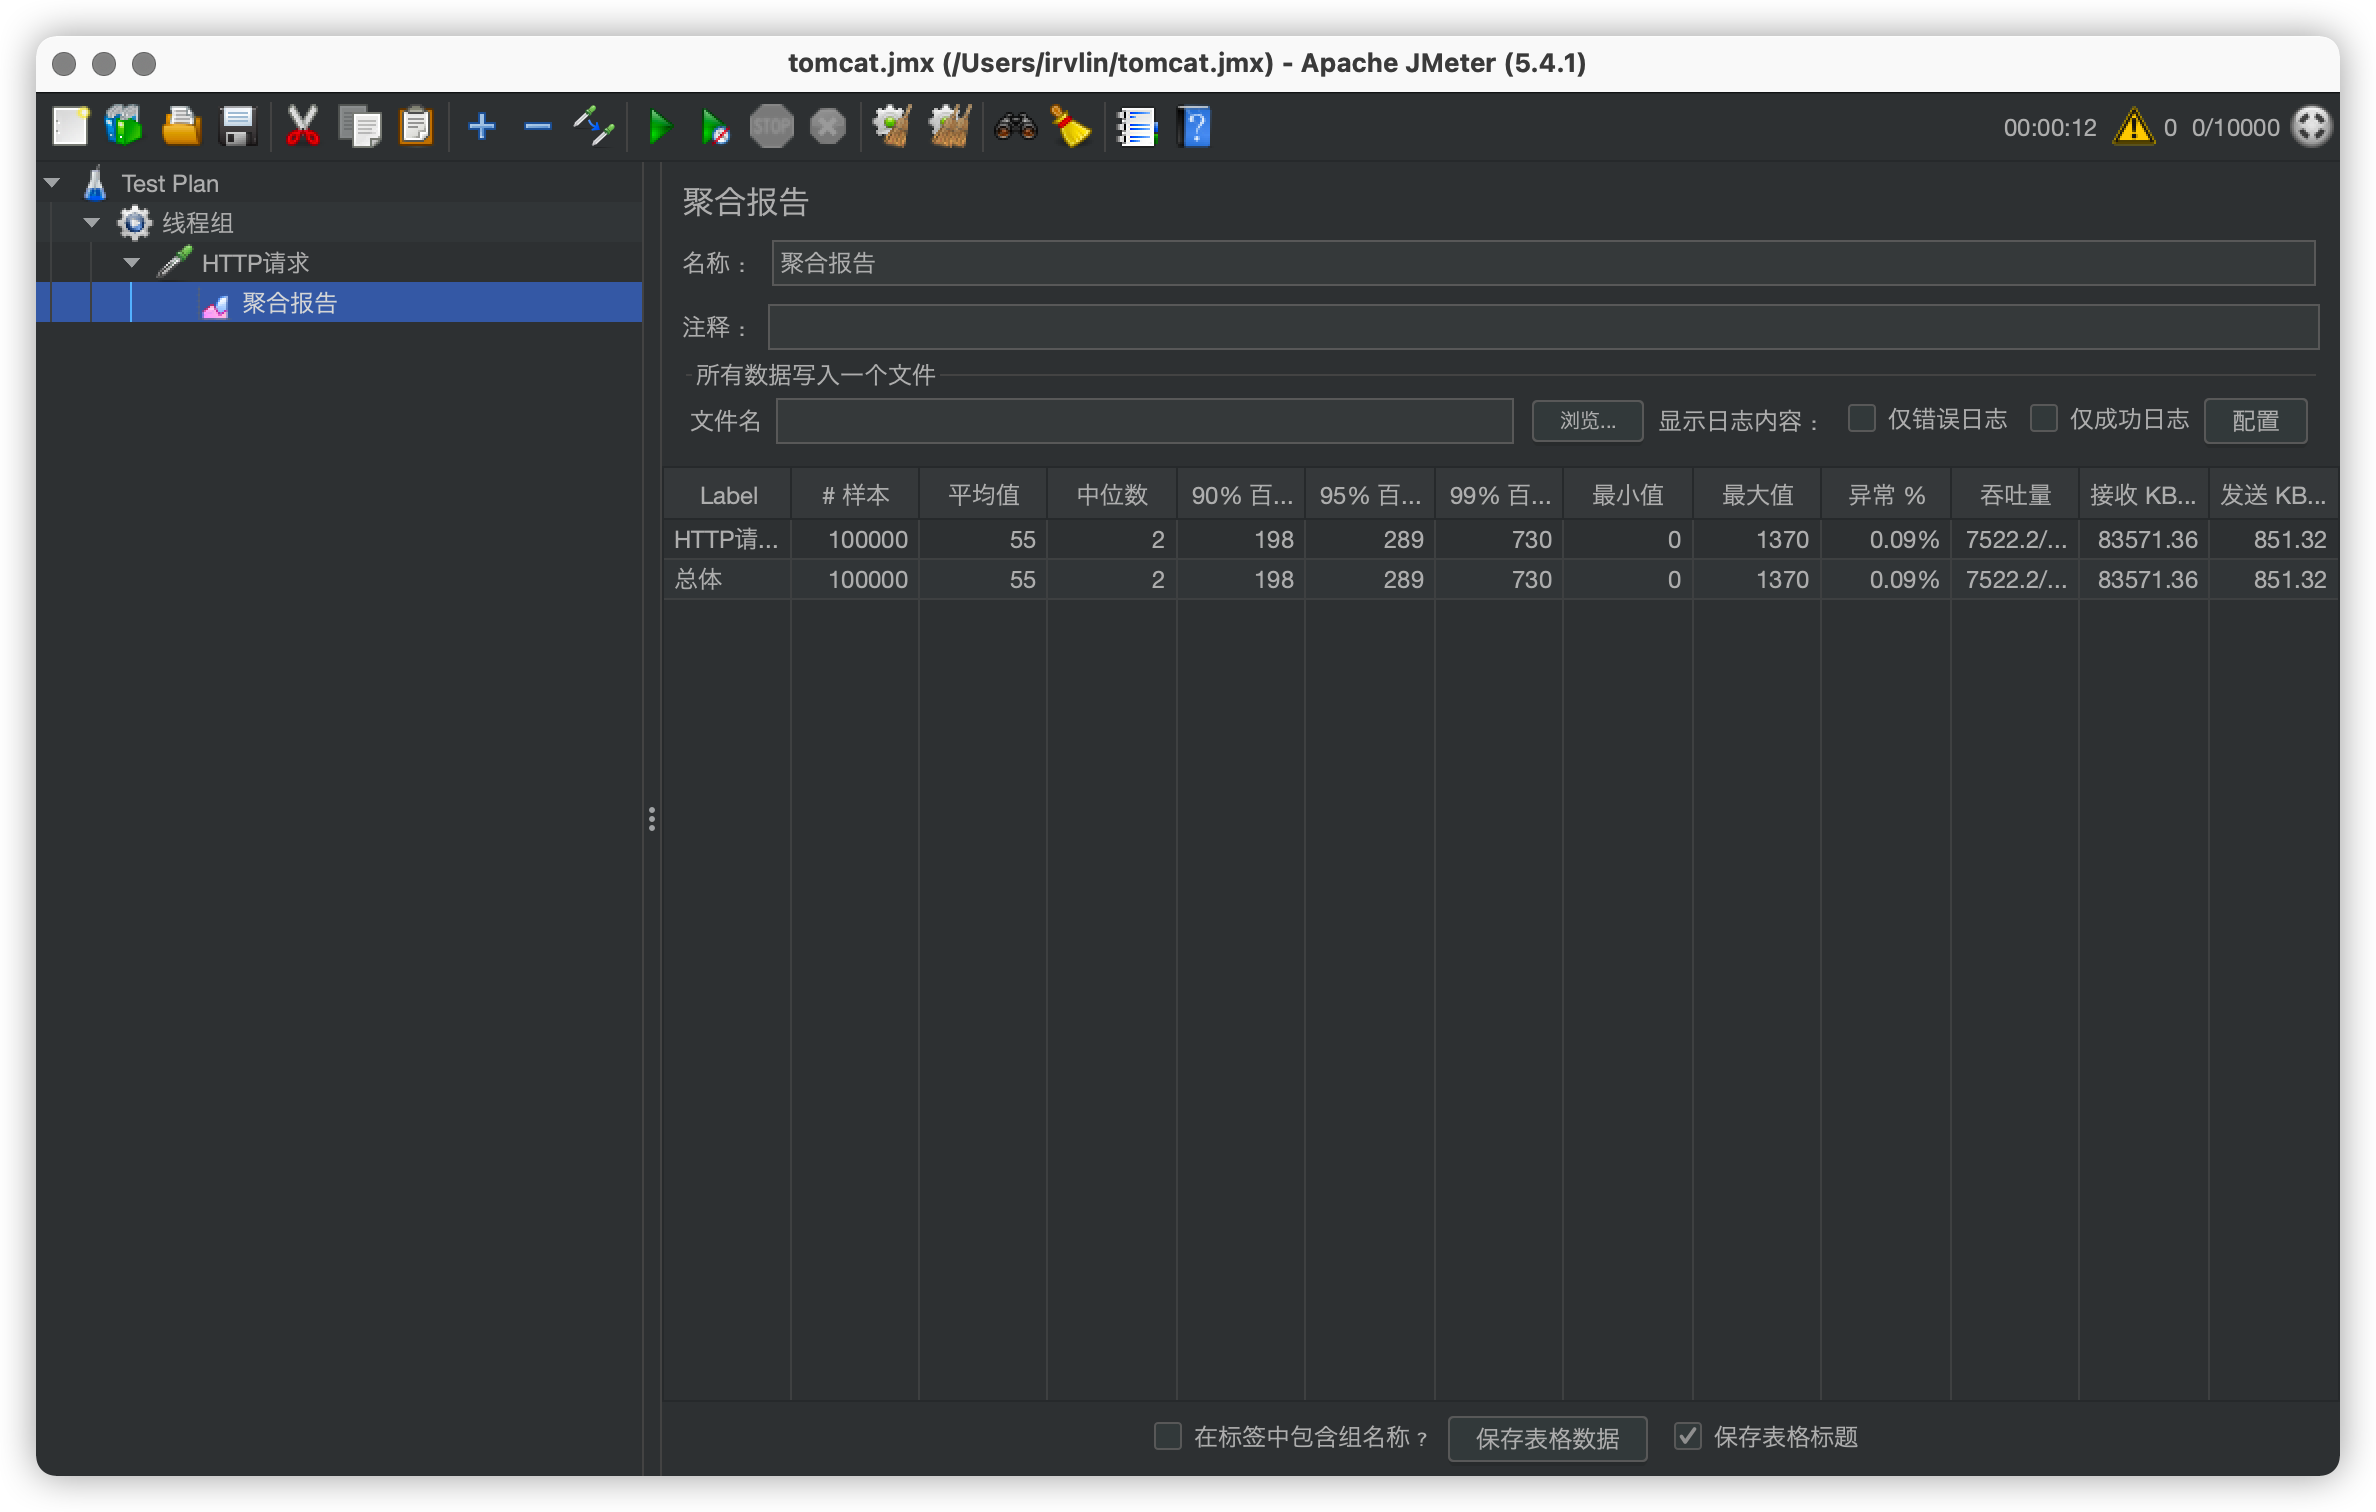 tomcat.jmx (/Users/irvlin/tomcat.jmx) - Apache JMeter (5.4.1)
STOP
00:00:12 0 0/10000
Test Plan
线程组
HTTP请求
聚合报告
聚合报告
名称： 聚合报告
注释：
所有数据写入一个文件
文件名 浏览... 显示日志内容： 仅错误日志 仅成功日志 配置
Label # 样本 平均值 中位数 90% 百... 95% 百... 99% 百... 最小值 最大值 异常 % 吞吐量 接收 KB... 发送 KB...
HTTP请... 100000 55 2 198 289 730 0 1370 0.09% 7522.2/... 83571.36 851.32
总体 100000 55 2 198 289 730 0 1370 0.09% 7522.2/... 83571.36 851.32
在标签中包含组名称？ 保存表格数据 保存表格标题